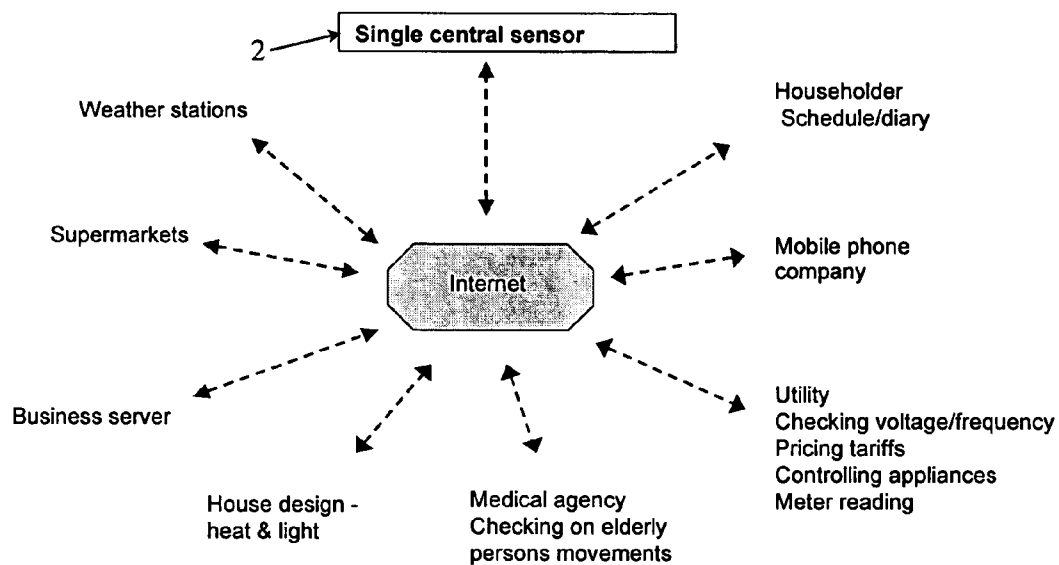 2
Single central sensor
Weather stations
Householder
Schedule/diary
Supermarkets
Internet
Mobile phone
company
Business server
Utility
Checking voltage/frequency
Pricing tariffs
Controlling appliances
Meter reading
House design -
heat & light
Medical agency
Checking on elderly
persons movements